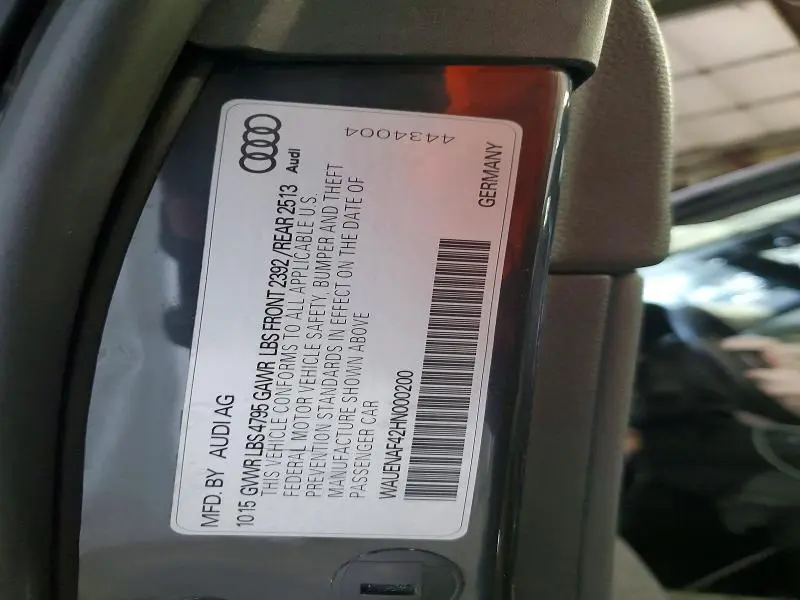 MFD. BY AUDI AG
Audi
10 15 GVWR LBS 4795 GAWR LBS FRONT 2392 / REAR 2513
THIS VEHICLE CONFORMS TO ALL APPLICABLE U.S.
FEDERAL MOTOR VEHICLE SAFETY, BUMPER AND THEFT
PREVENTION STANDARDS IN EFFECT ON THE DATE OF
MANUFACTURE SHOWN ABOVE
PASSENGER CAR
4434004
WAUENAF42HN000200
GERMANY